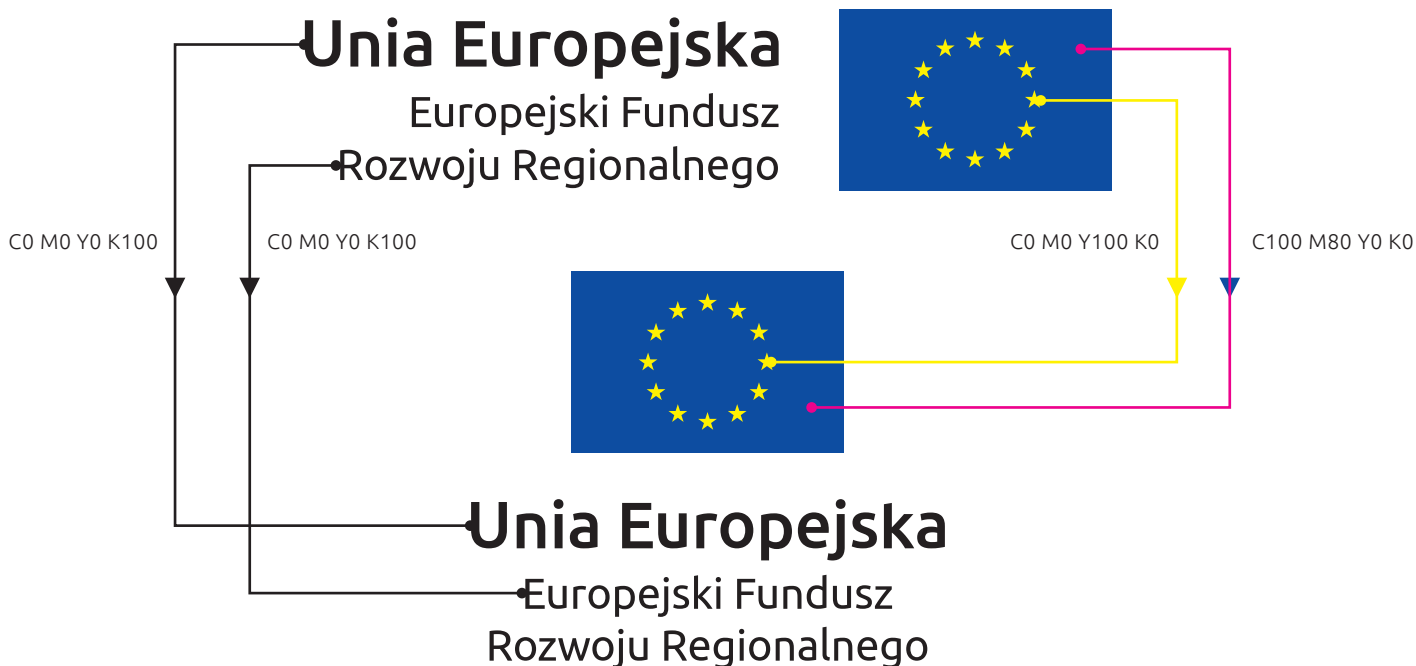 Unia Europejska
Europejski Fundusz
Rozwoju Regionalnego
C0 M0 Y0 K100
C0 M0 Y0 K100
C0 M0 Y100 K0
C100 M80 Y0 K0
Unia Europejska
Europejski Fundusz
Rozwoju Regionalnego